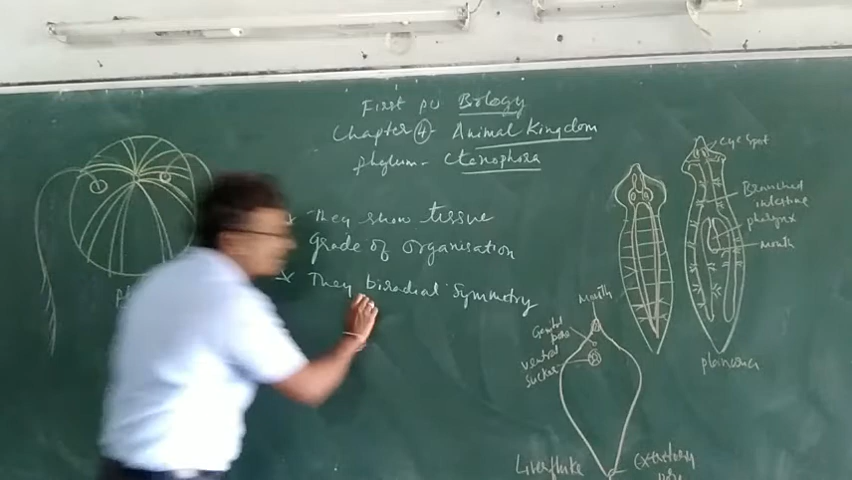 First PU Biology
Chapter 4 - Animal Kingdom
phylum - Ctenophora
* They show tissue
grade of organisation
* They biradial symmetry
eye spot
Branched
intestine
pharynx
mouth
planaria
Mouth
Genital
pore
ventral
sucker
Liverfluke
Excretory
pore